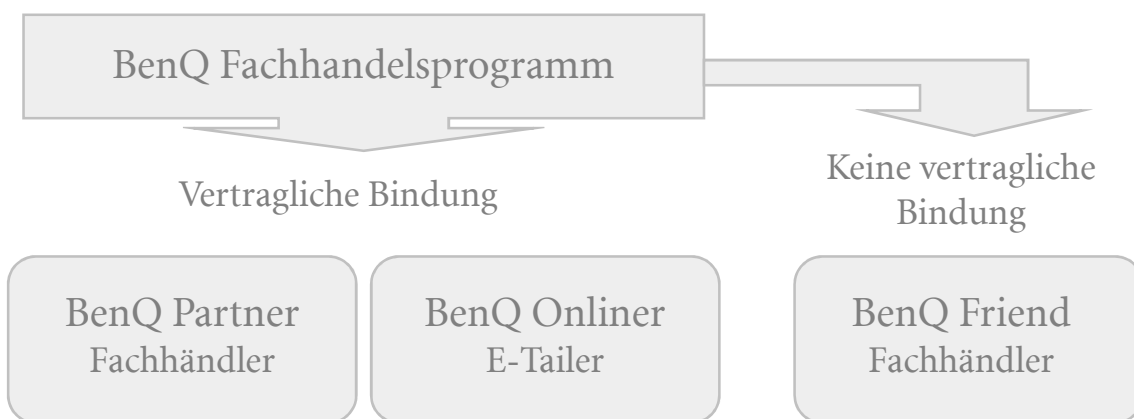 BenQ Fachhandelsprogramm
Vertragliche Bindung
Keine vertragliche
Bindung
BenQ Partner
Fachhändler
BenQ Onliner
E-Tailer
BenQ Friend
Fachhändler